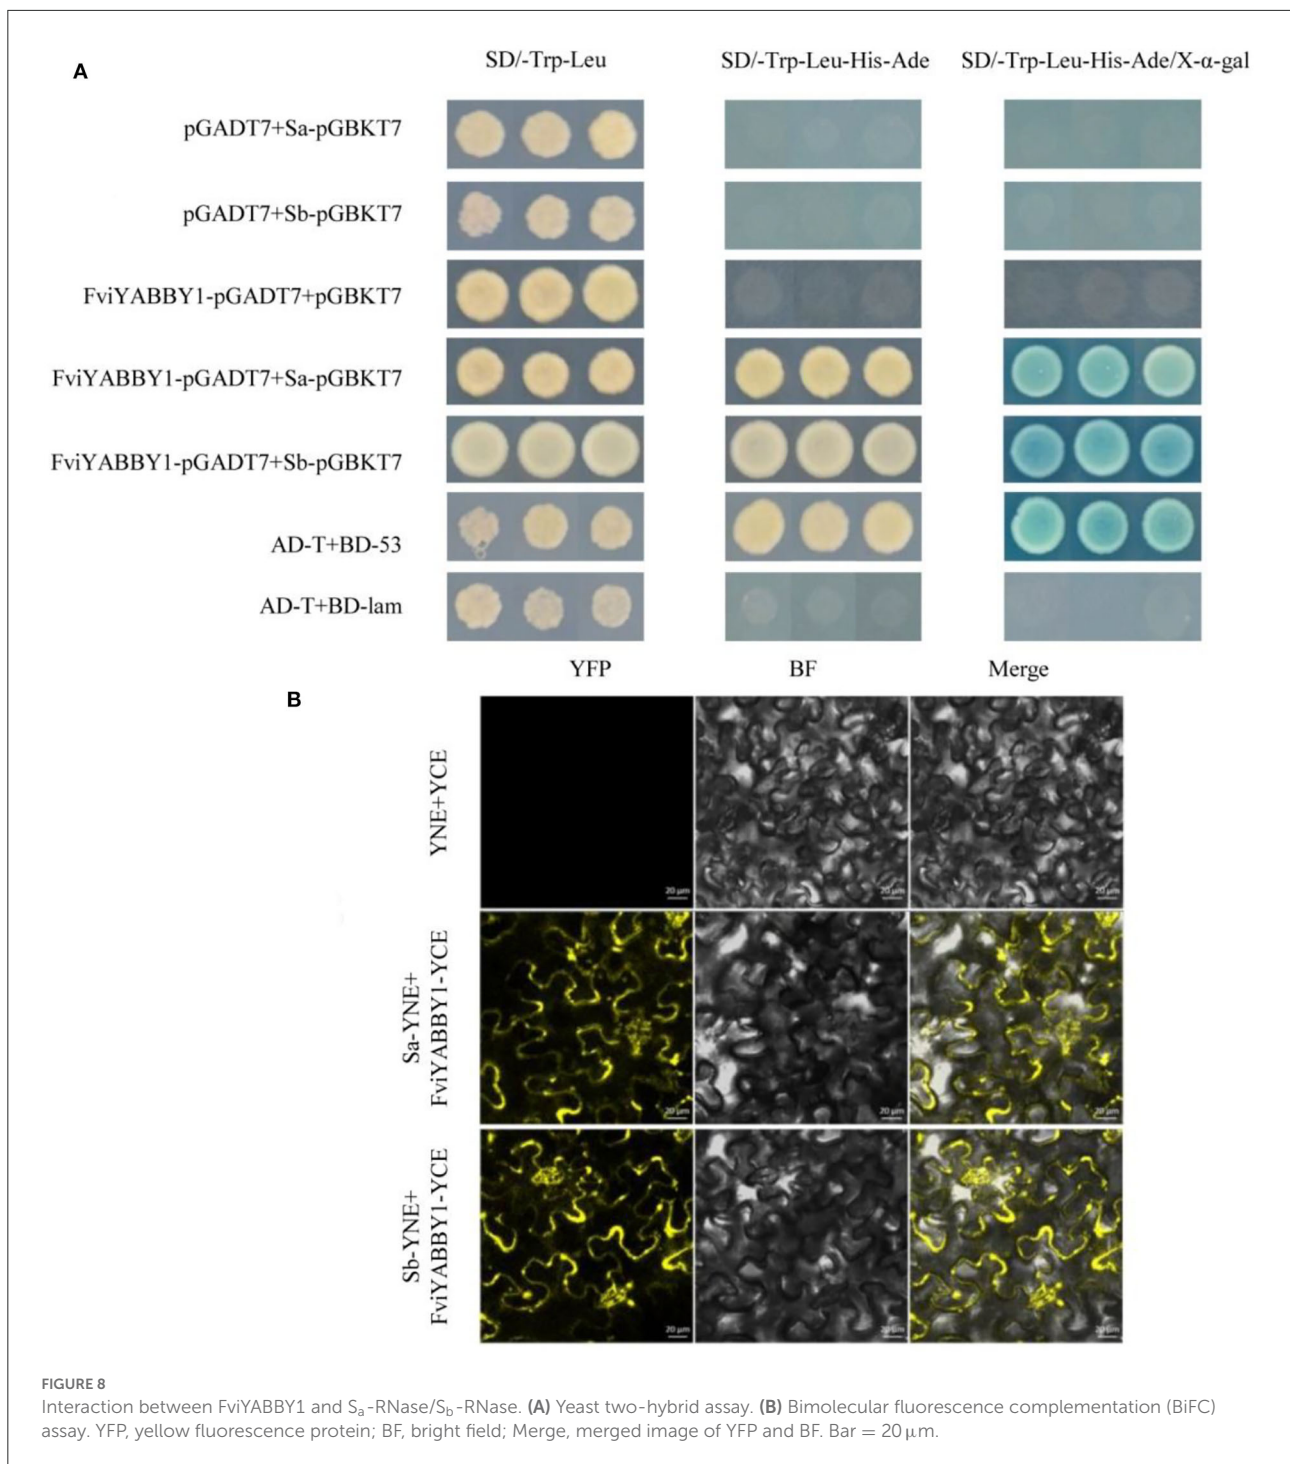 A
SD/-Trp-Leu
SD/-Trp-Leu-His-Ade
SD/-Trp-Leu-His-Ade/X-α-gal
pGADT7+Sa-pGBKT7
pGADT7+Sb-pGBKT7
FviYABBY1-pGADT7+pGBKT7
FviYABBY1-pGADT7+Sa-pGBKT7
FviYABBY1-pGADT7+Sb-pGBKT7
AD-T+BD-53
AD-T+BD-lam
B
YFP
BF
Merge
YNE+YCE
20 µm
20 µm
20 µm
Sa-YNE+
FviYABBY1-YCE
20 µm
20 µm
20 µm
Sb-YNE+
FviYABBY1-YCE
20 µm
20 µm
20 µm
FIGURE 8
Interaction between FviYABBY1 and Sa-RNase/Sb-RNase. (A) Yeast two-hybrid assay. (B) Bimolecular fluorescence complementation (BiFC)
assay. YFP, yellow fluorescence protein; BF, bright field; Merge, merged image of YFP and BF. Bar = 20 µm.